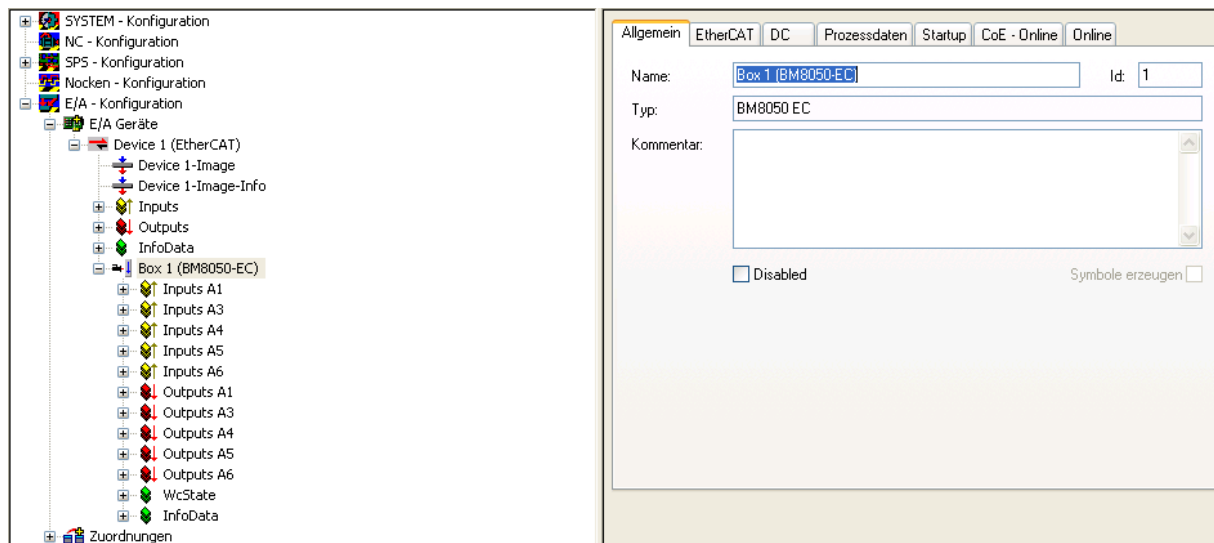 SYSTEM - Konfiguration
NC - Konfiguration
SPS - Konfiguration
Nocken - Konfiguration
E/A - Konfiguration
E/A Geräte
Device 1 (EtherCAT)
Device 1-Image
Device 1-Image-Info
Inputs
Outputs
InfoData
Box 1 (BM8050-EC)
Inputs A1
Inputs A3
Inputs A4
Inputs A5
Inputs A6
Outputs A1
Outputs A3
Outputs A4
Outputs A5
Outputs A6
WcState
InfoData
Zuordnungen
Allgemein EtherCAT DC Prozessdaten Startup CoE - Online Online
Name: Box 1 (BM8050-EC) Id: 1
Typ: BM8050 EC
Kommentar:
Disabled Symbole erzeugen